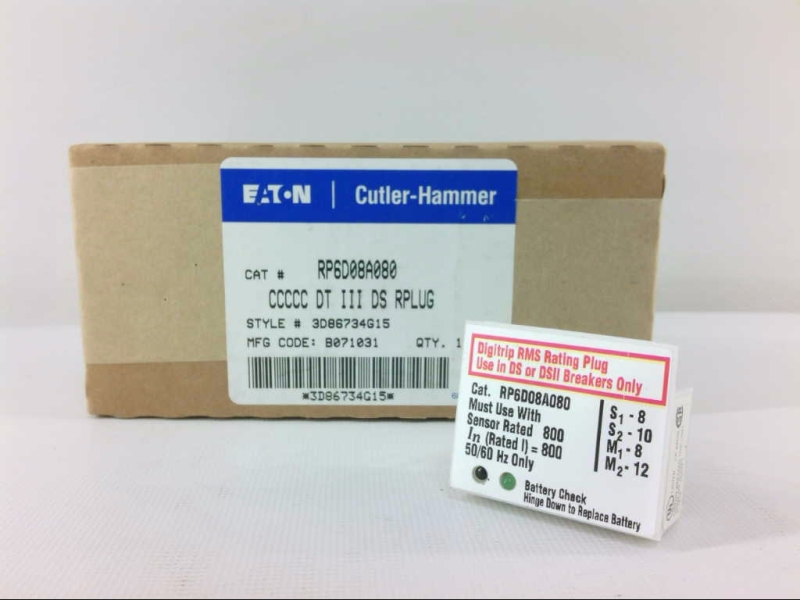 EATON | Cutler-Hammer
CAT # RP6D08A080
CCCCC DT III DS RPLUG
STYLE # 3D86734G15
MFG CODE: B071031 QTY. 1
*3D86734G15*
Digitrip RMS Rating Plug
Use in DS or DSII Breakers Only
Cat. RP6D08A080
Must Use With
Sensor Rated 800
In (Rated I) = 800
50/60 Hz Only
S1 - 8
S2 - 10
M1 - 8
M2 - 12
Battery Check
Hinge Down to Replace Battery